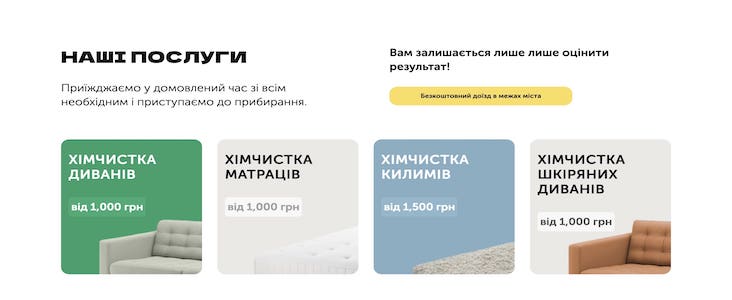 НАШІ ПОСЛУГИ
Приїжджаємо у домовлений час зі всім
необхідним і приступаємо до прибирання.
Вам залишається лише лише оцінити
результат!
Безкоштовний доїзд в межах міста
ХІМЧИСТКА
ДИВАНІВ
від 1,000 грн
ХІМЧИСТКА
МАТРАЦІВ
від 1,000 грн
ХІМЧИСТКА
КИЛИМІВ
від 1,500 грн
ХІМЧИСТКА
ШКІРЯНИХ
ДИВАНІВ
від 1,000 грн